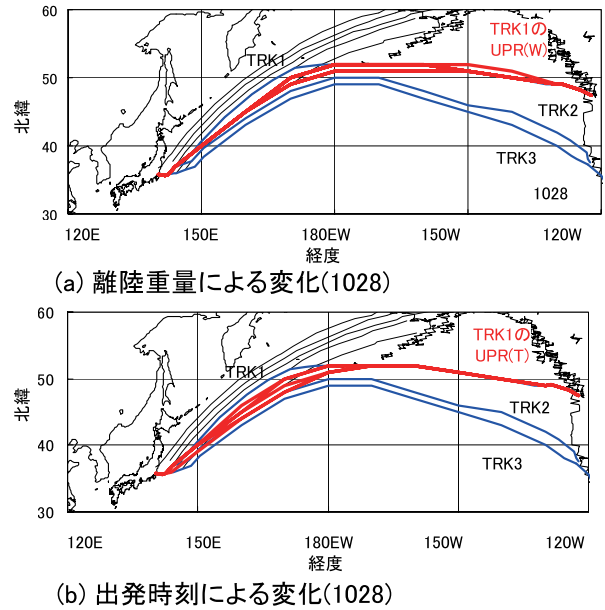 60
50
40
30
北緯
TRK1
TRK1の
UPR(W)
TRK2
TRK3
1028
120E
150E
180EW
150W
120W
経度
(a) 離陸重量による変化(1028)
60
50
40
30
北緯
TRK1
TRK1の
UPR(T)
TRK2
TRK3
120E
150E
180EW
150W
120W
経度
(b) 出発時刻による変化(1028)